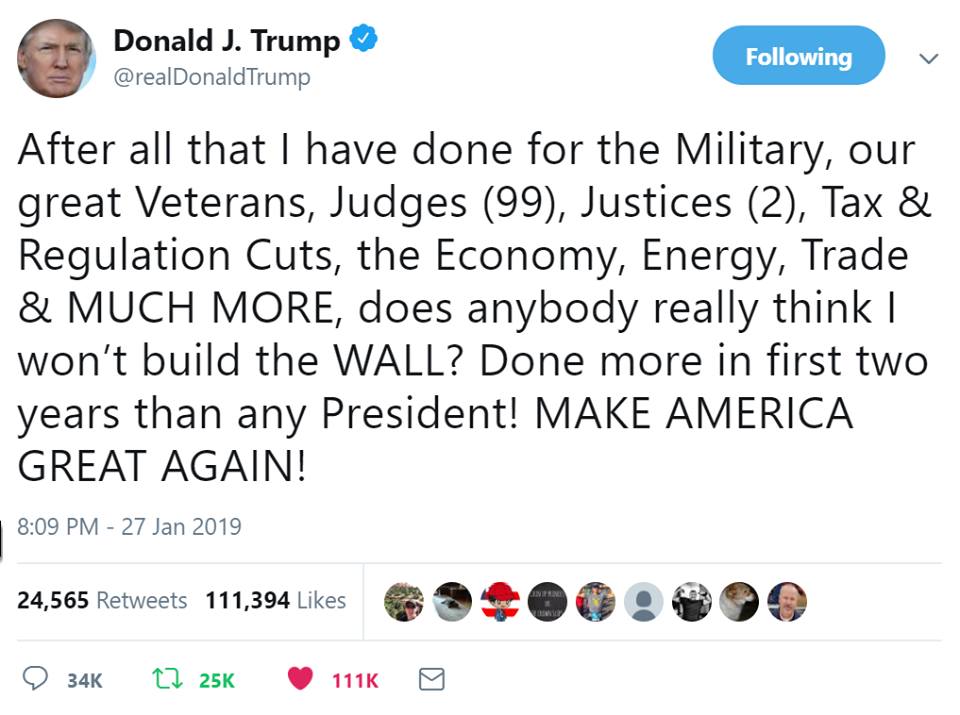 Donald J. Trump
@realDonaldTrump
Following
After all that I have done for the Military, our
great Veterans, Judges (99), Justices (2), Tax &
Regulation Cuts, the Economy, Energy, Trade
& MUCH MORE, does anybody really think I
won’t build the WALL? Done more in first two
years than any President! MAKE AMERICA
GREAT AGAIN!
8:09 PM - 27 Jan 2019
24,565 Retweets 111,394 Likes
34K 25K 111K